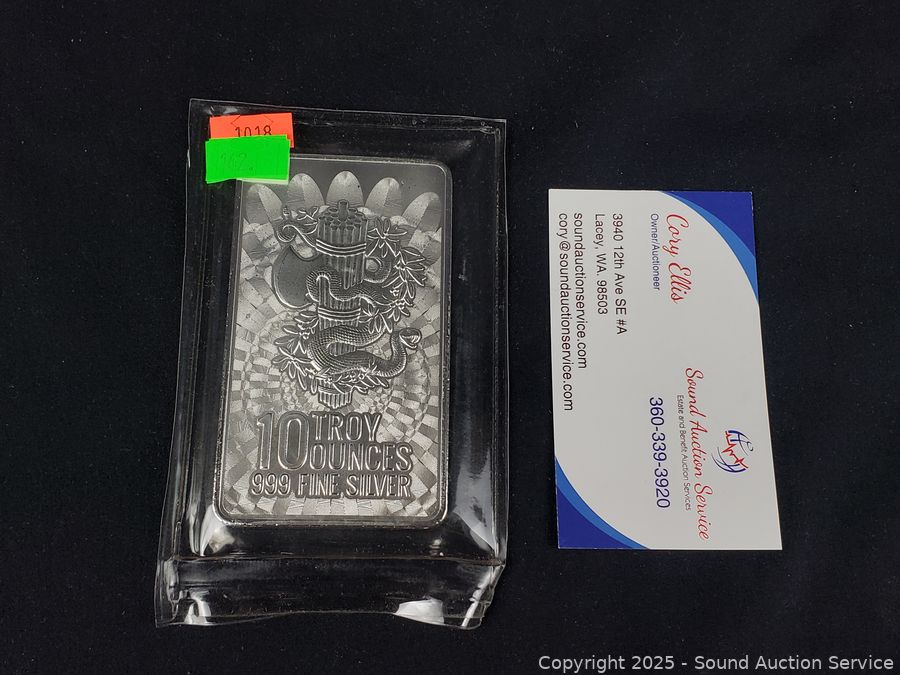 1018
10 TROY
OUNCES
999 FINE SILVER
Cory Ellis
Owner/Auctioneer
3940 12th Ave SE #A
Lacey, WA. 98503
soundauctionservice.com
cory@soundauctionservice.com
Sound Auction Service
Estate and Benefit Auction Services
360-339-3920
Copyright © 2025 - Sound Auction Service